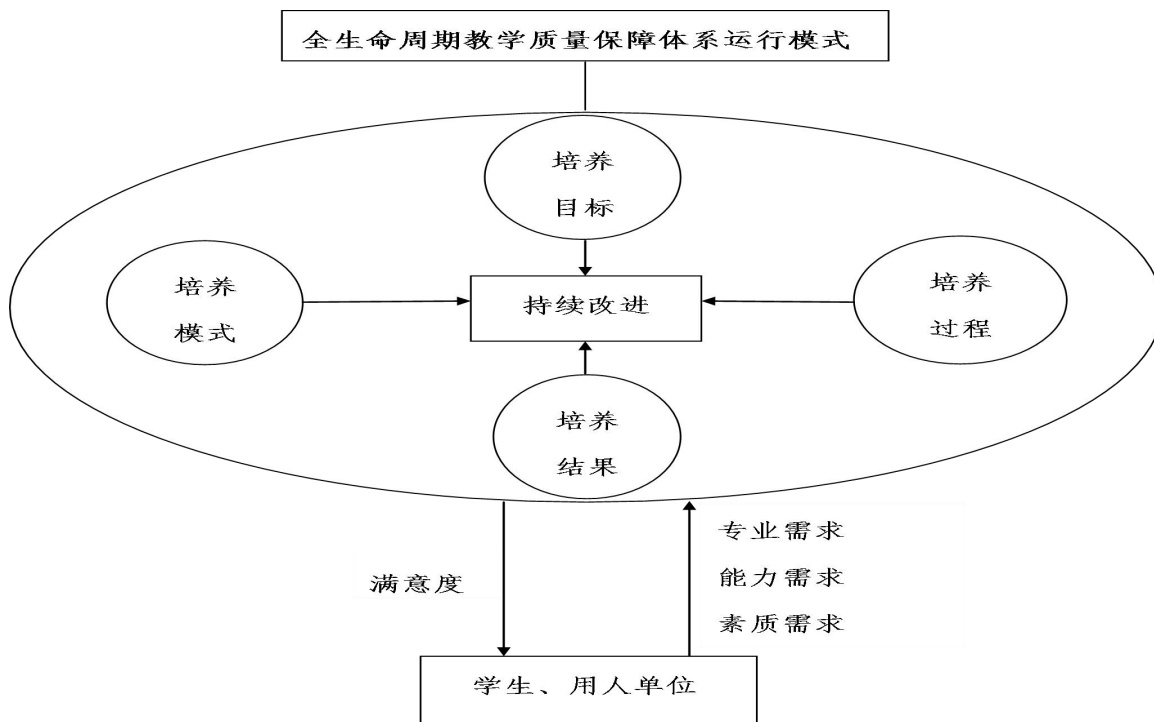 全生命周期教学质量保障体系运行模式
培养
目标
培养
模式
持续改进
培养
过程
培养
结果
满意度
专业需求
能力需求
素质需求
学生、用人单位